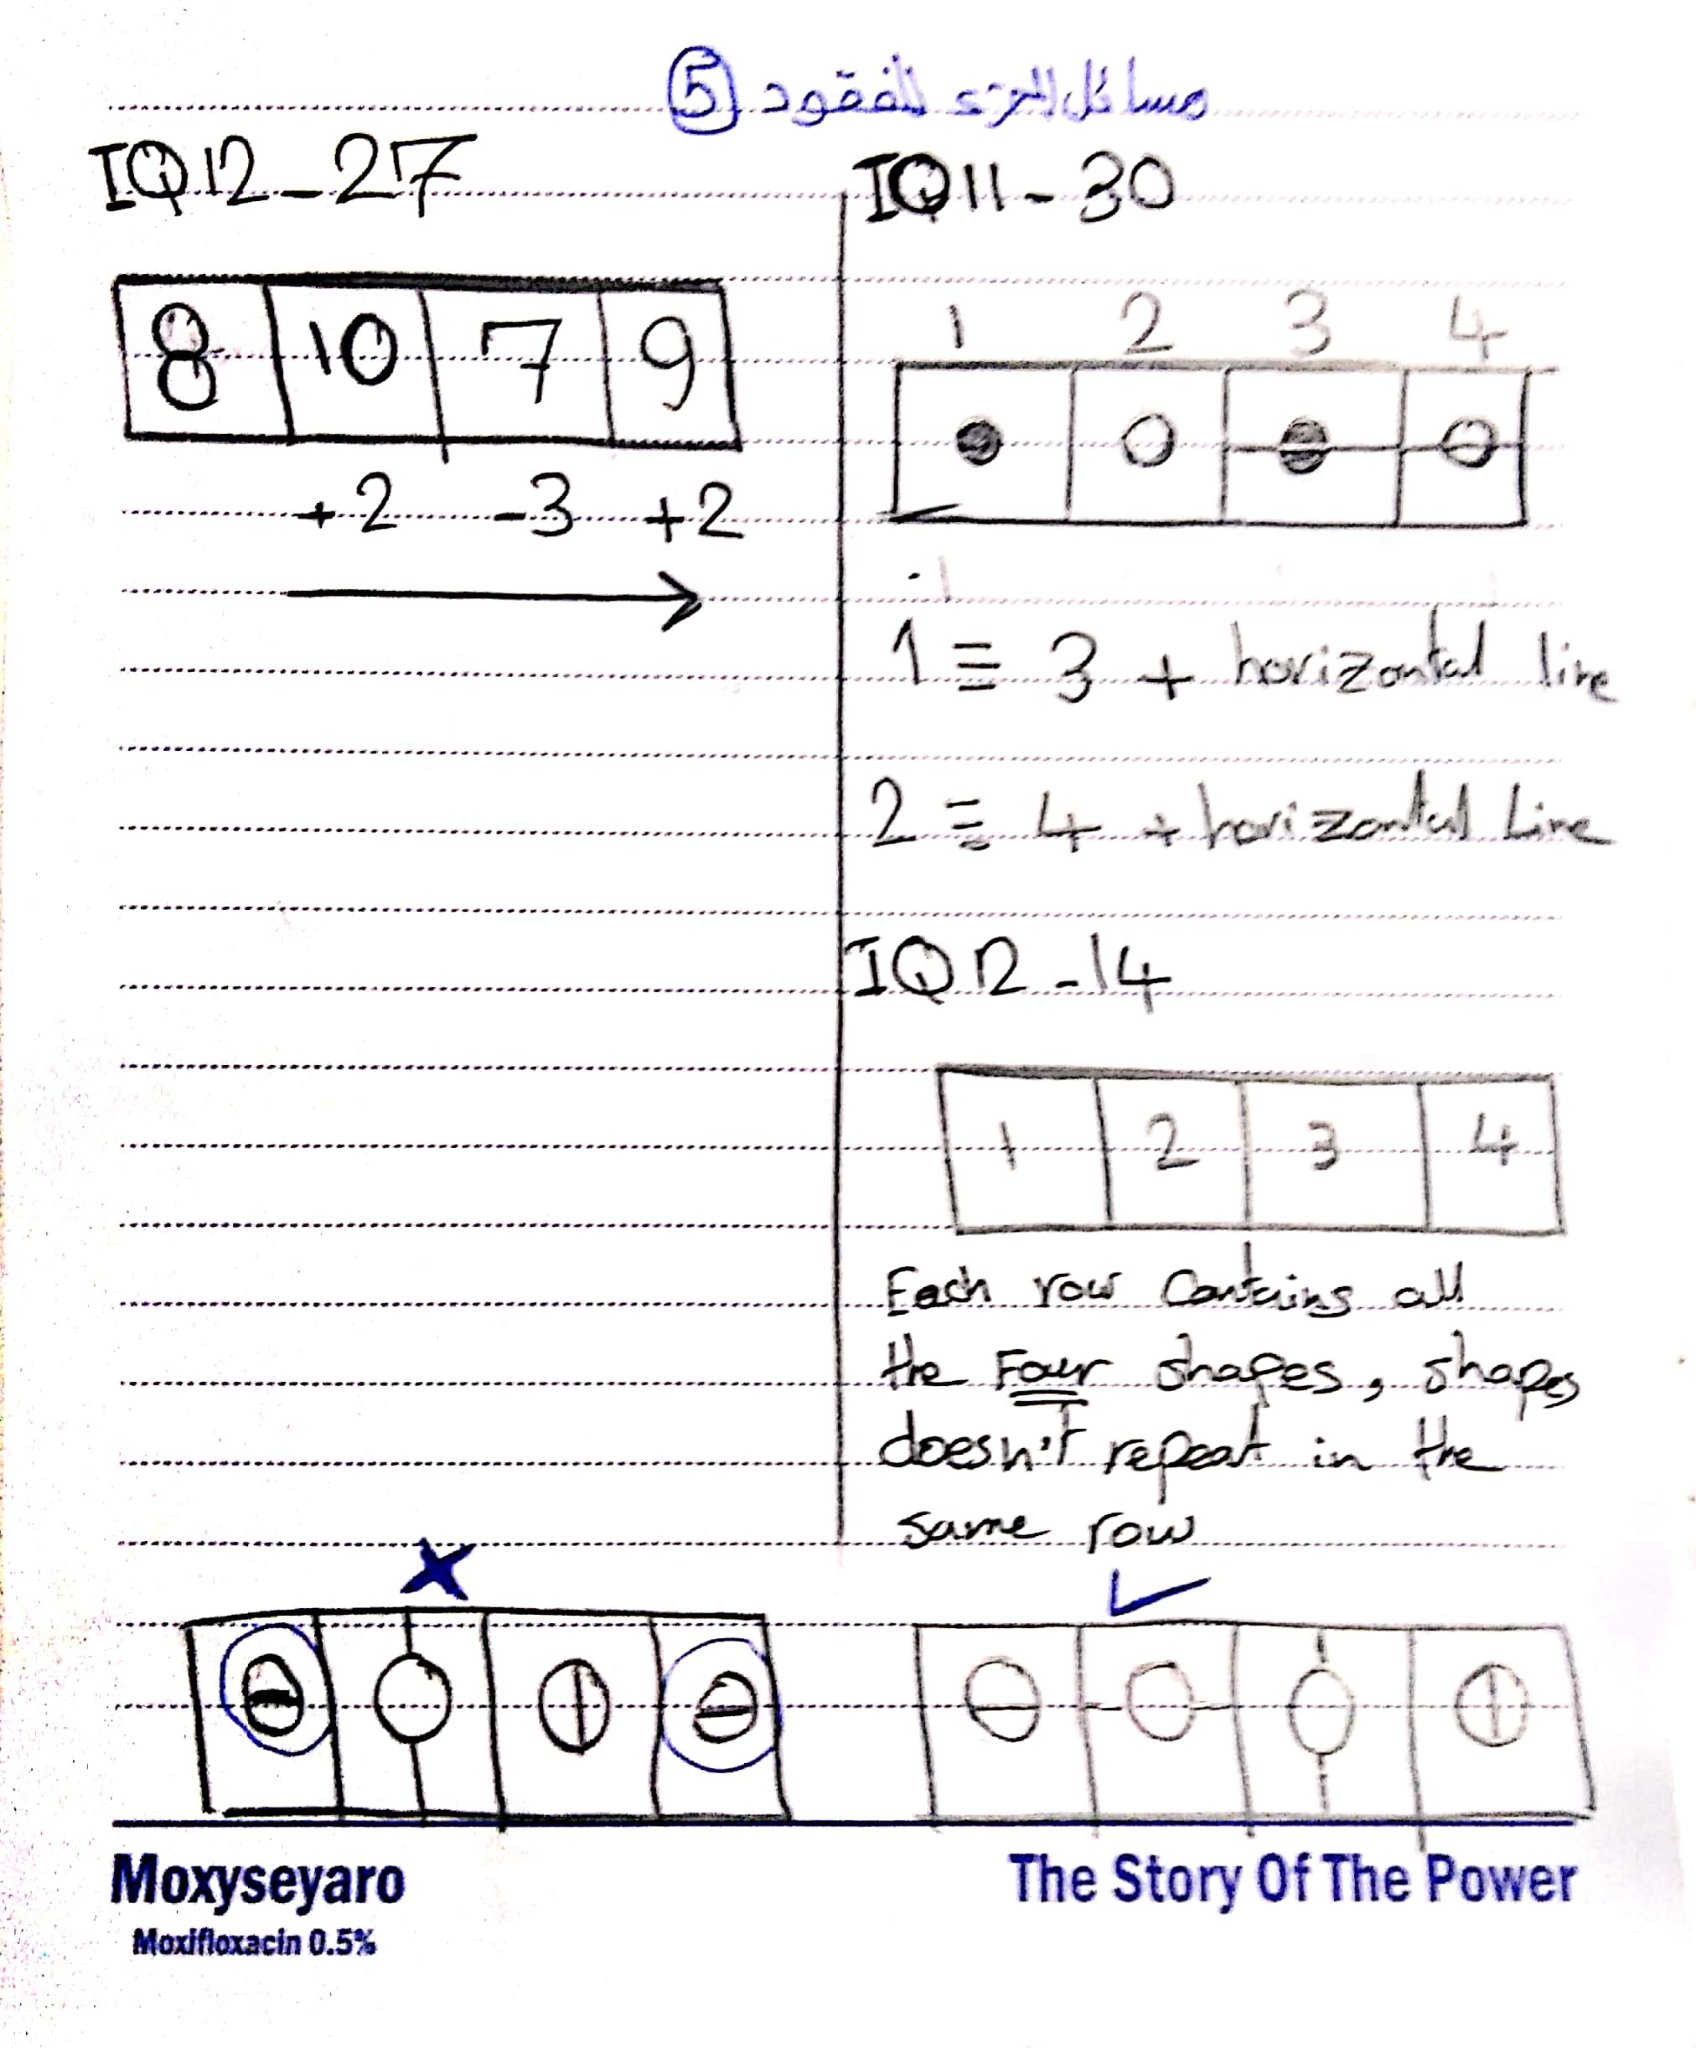 مسائل الجزء المفقود 5
IQ12-27
8 10 7 9
+2 -3 +2
IQ11-30
1 2 3 4
1 ≡ 3 + horizontal line
2 ≡ 4 + horizontal Line
IQ12-14
1 2 3 4
Each row Contains all
the Four shapes, shapes
doesn't repeat in the
same row
Moxyseyaro
Moxifloxacin 0.5%
The Story Of The Power